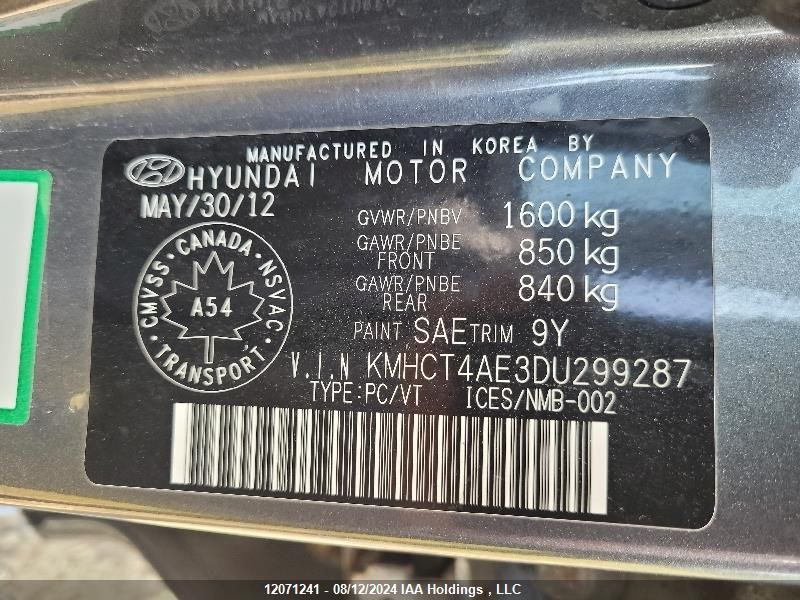 MANUFACTURED IN KOREA BY
HYUNDAI MOTOR COMPANY
MAY/30/12
GVWR/PNBV 1600 kg
GAWR/PNBE FRONT 850 kg
GAWR/PNBE REAR 840 kg
CMVSS · CANADA · NSVAC · TRANSPORT ·
A54
PAINT SAE TRIM 9Y
V.I.N KMHCT4AE3DU299287
TYPE:PC/VT ICES/NMB-002
12071241 - 08/12/2024 IAA Holdings , LLC